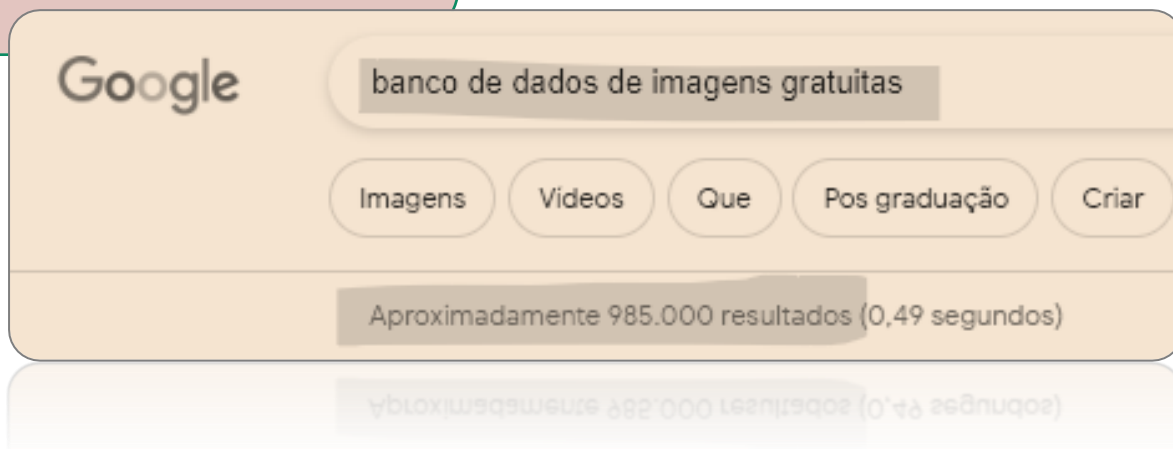 Google
banco de dados de imagens gratuitas
Imagens Vídeos Que Pos graduação Criar
Aproximadamente 985.000 resultados (0,49 segundos)